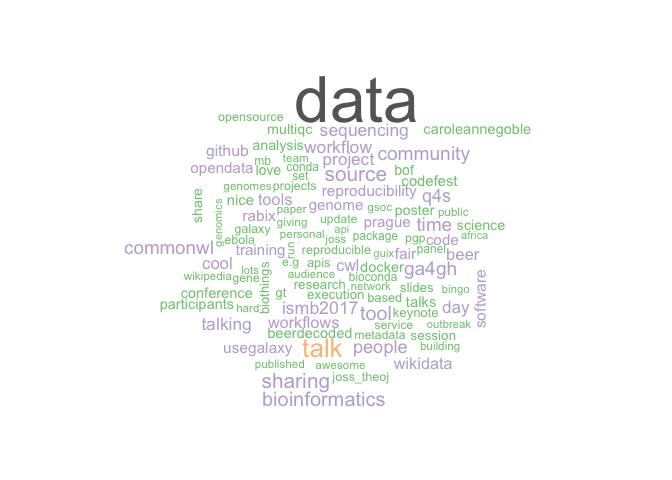 data
opensource
multiqc sequencing caroleannegoble
github analysis workflow
mb team project community
opendata love conda source bof
set codefest
genomes projects reproducibility
share nice tools genome gsoc poster q4s
paper public
rabix giving update prague time science
genomics galaxy api code africa
ebola personal joss package pgp
commonwl training run reproducible guix fair panel beer
cool lots e.g apis cwl docker ga4gh
wikipedia gene audience bioconda
biothings research network slides bingo
conference gt execution based talks software
participants hard ismb2017 tool keynote day
talking workflows service outbreak
beerdecoded metadata session
usegalaxy talk people building
published awesome wikidata
sharing joss_theoj
bioinformatics